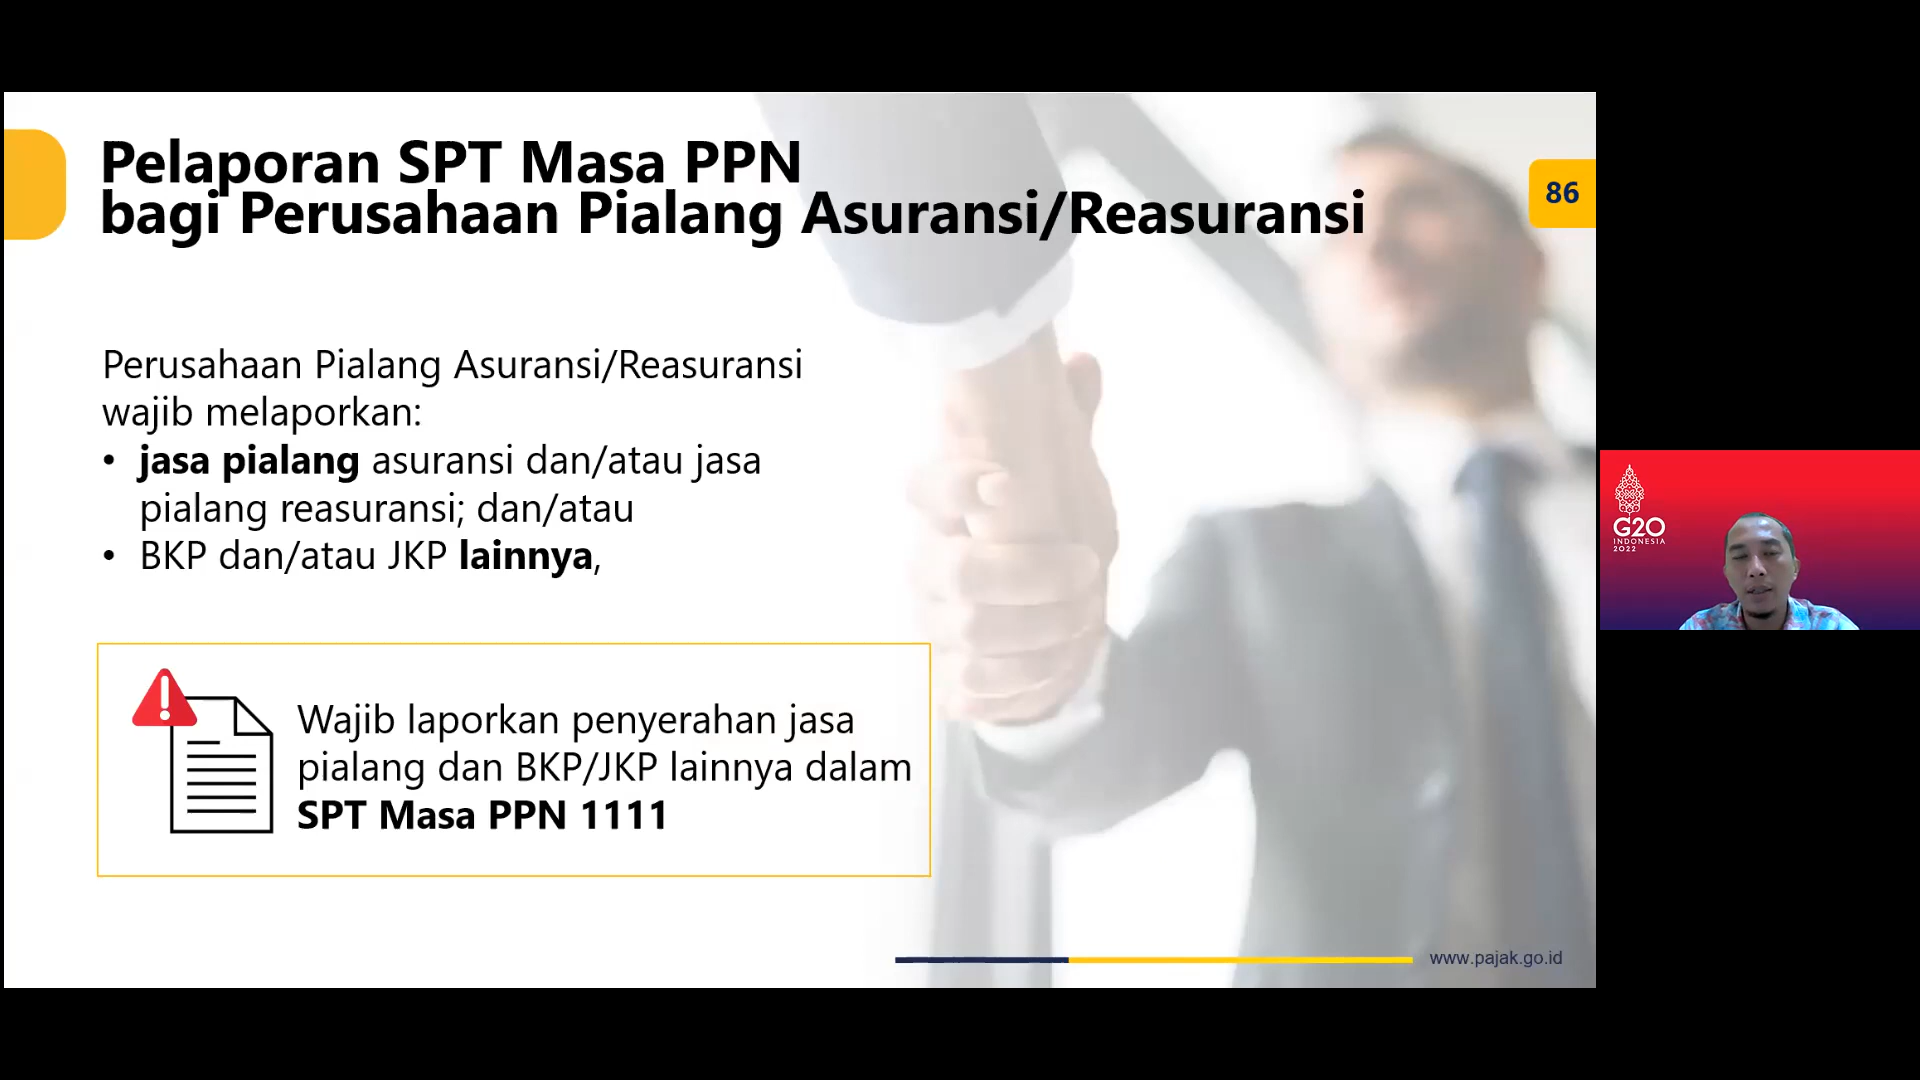 Pelaporan SPT Masa PPN
bagi Perusahaan Pialang Asuransi/Reasuransi
86
Perusahaan Pialang Asuransi/Reasuransi
wajib melaporkan:
• jasa pialang asuransi dan/atau jasa
pialang reasuransi; dan/atau
• BKP dan/atau JKP lainnya,
Wajib laporkan penyerahan jasa
pialang dan BKP/JKP lainnya dalam
SPT Masa PPN 1111
www.pajak.go.id
G20
INDONESIA
2022